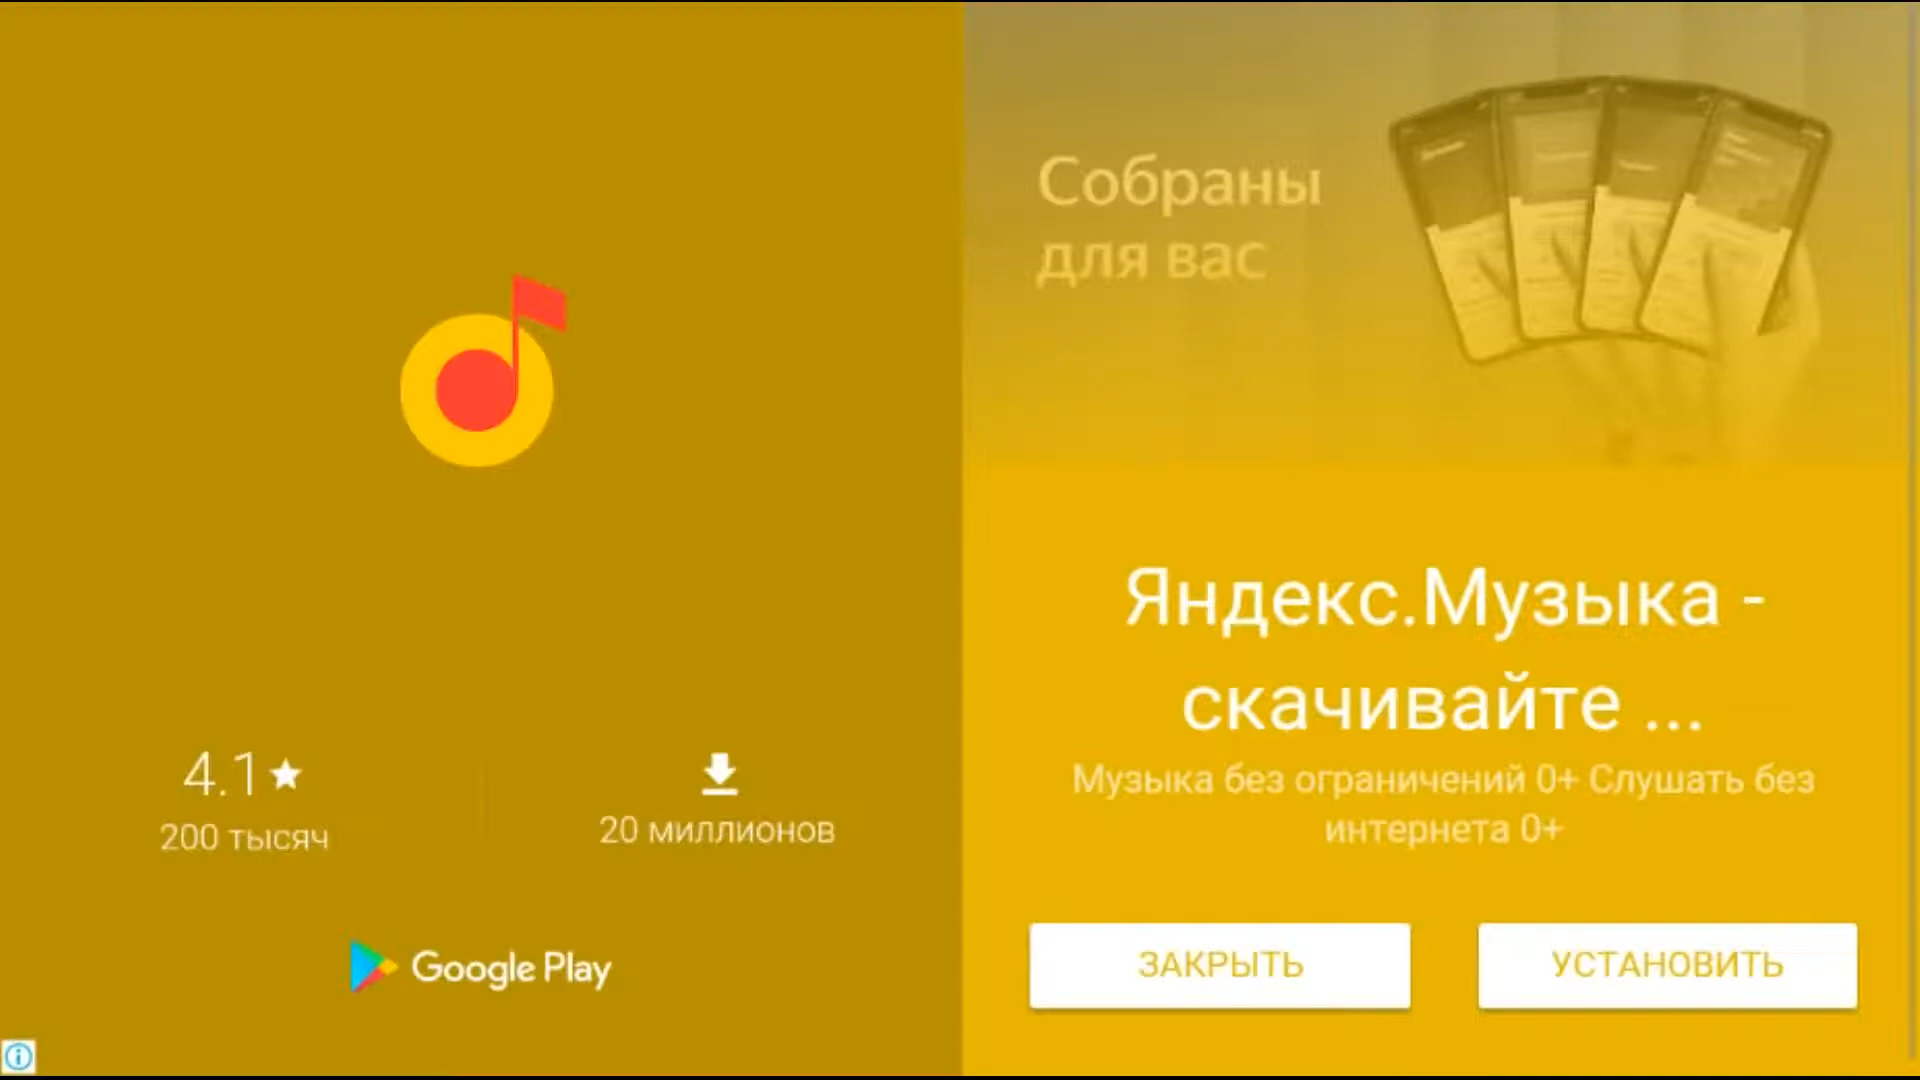 4.1★
200 тысяч
20 миллионов
Google Play
Собраны
для вас
Яндекс.Музыка -
скачивайте ...
Музыка без ограничений 0+ Слушать без
интернета 0+
ЗАКРЫТЬ
УСТАНОВИТЬ